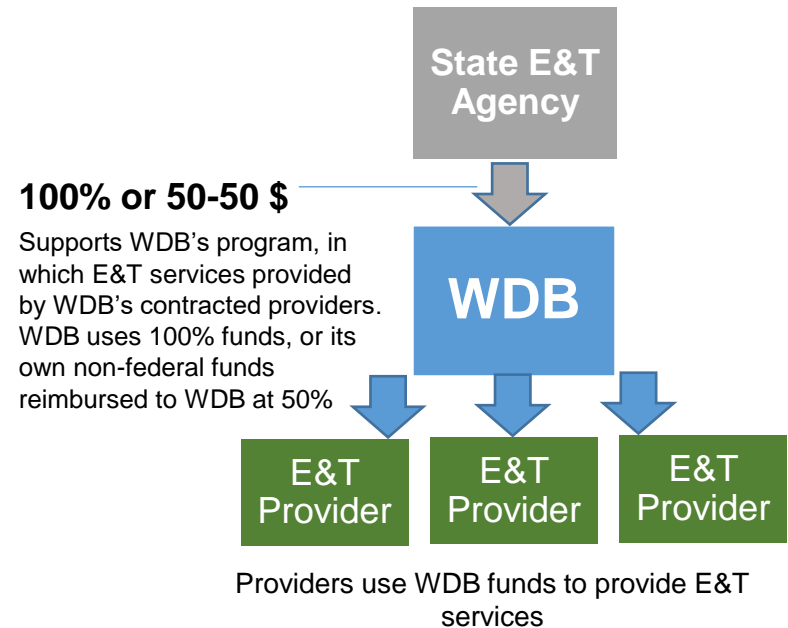 State E&T
Agency
100% or 50-50 $
Supports WDB’s program, in
which E&T services provided
by WDB’s contracted providers.
WDB uses 100% funds, or its
own non-federal funds
reimbursed to WDB at 50%
WDB
E&T
Provider
E&T
Provider
E&T
Provider
Providers use WDB funds to provide E&T
services